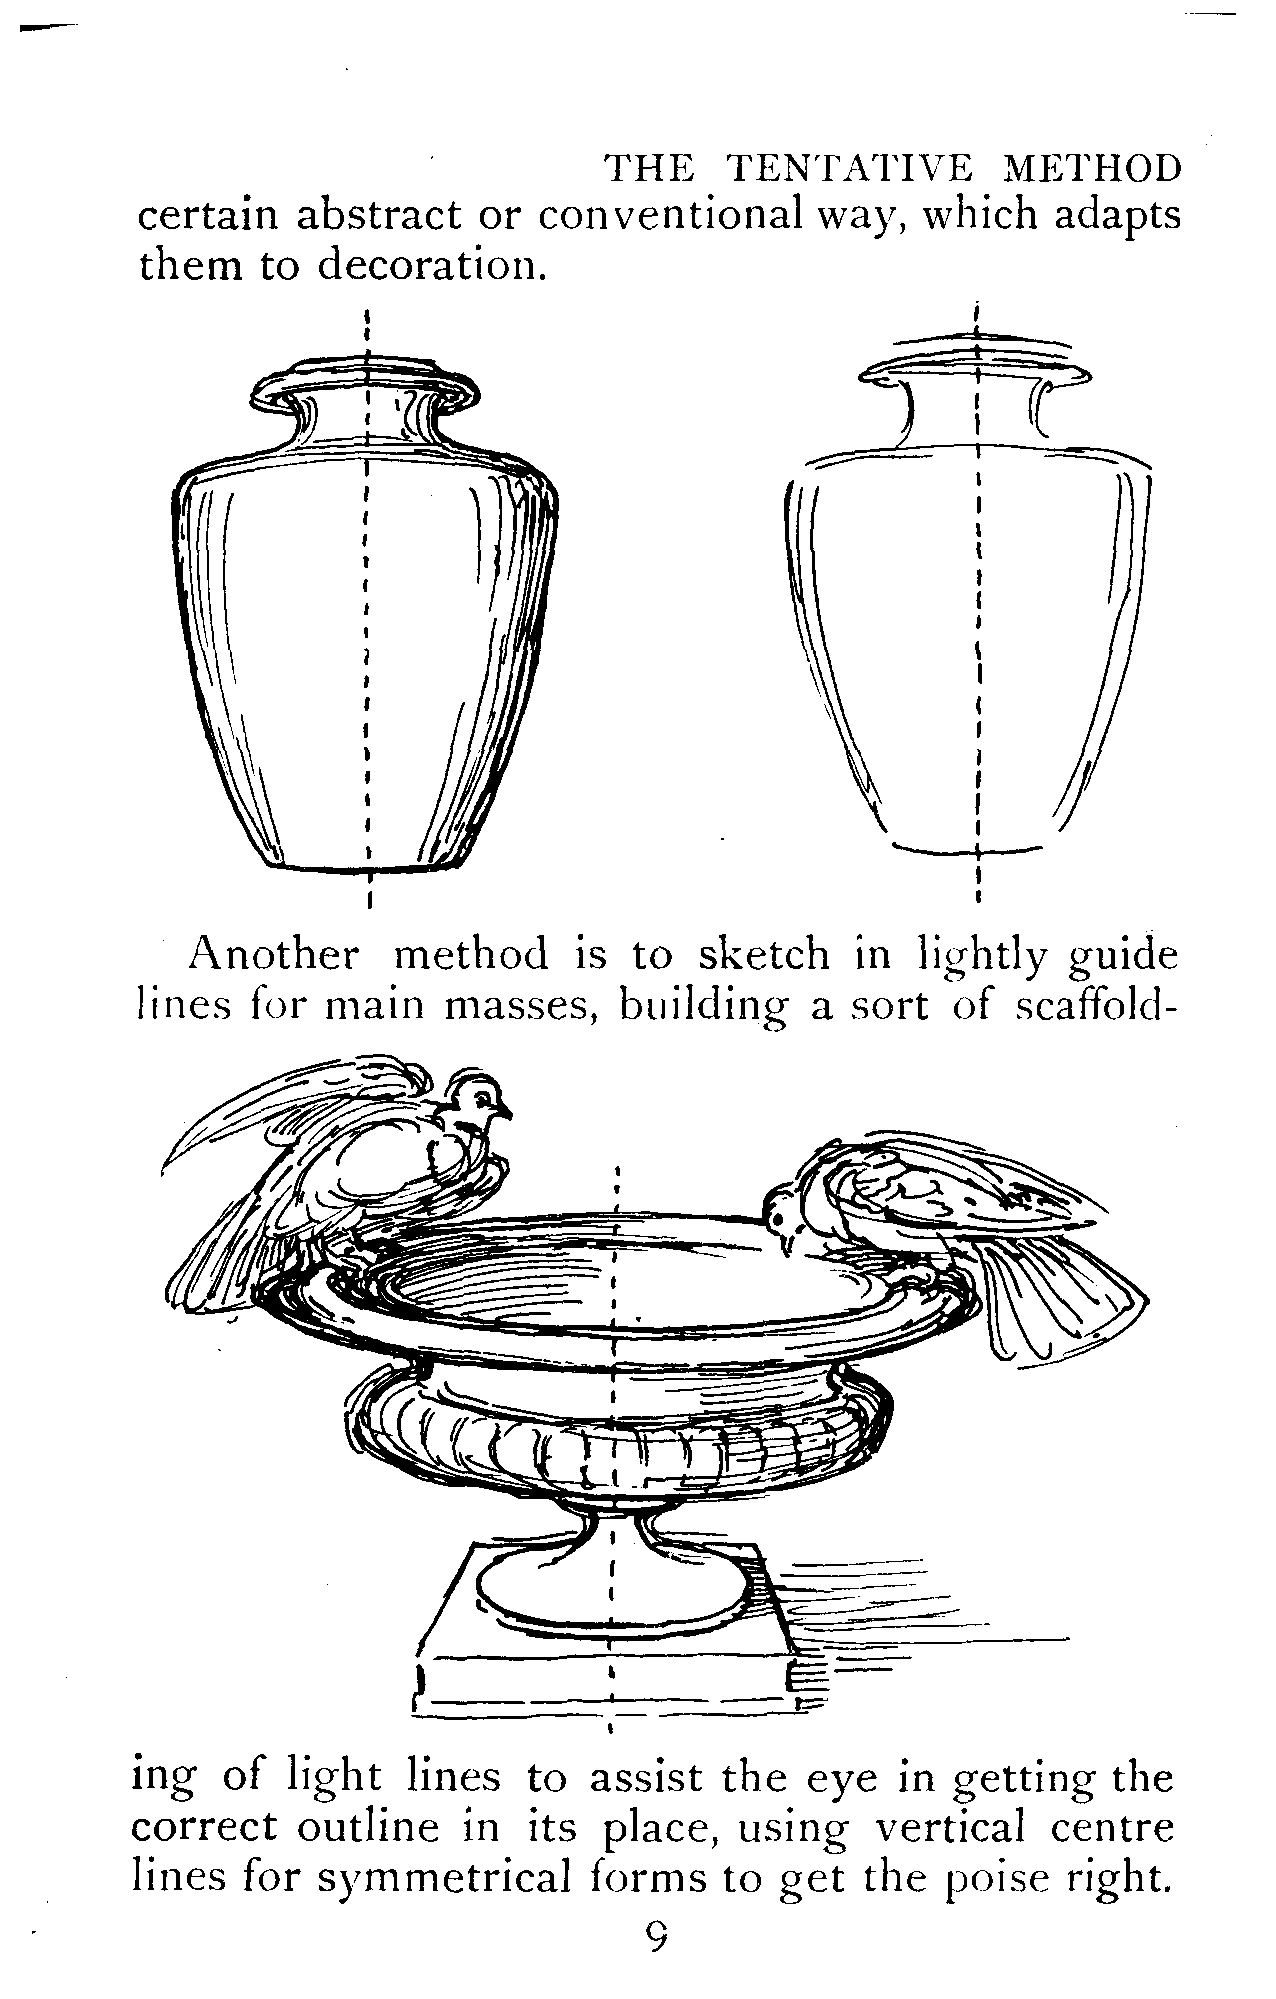 THE TENTATIVE METHOD
certain abstract or conventional way, which adapts
them to decoration.
Another method is to sketch in lightly guide
lines for main masses, building a sort of scaffold-
ing of light lines to assist the eye in getting the
correct outline in its place, using vertical centre
lines for symmetrical forms to get the poise right.
9